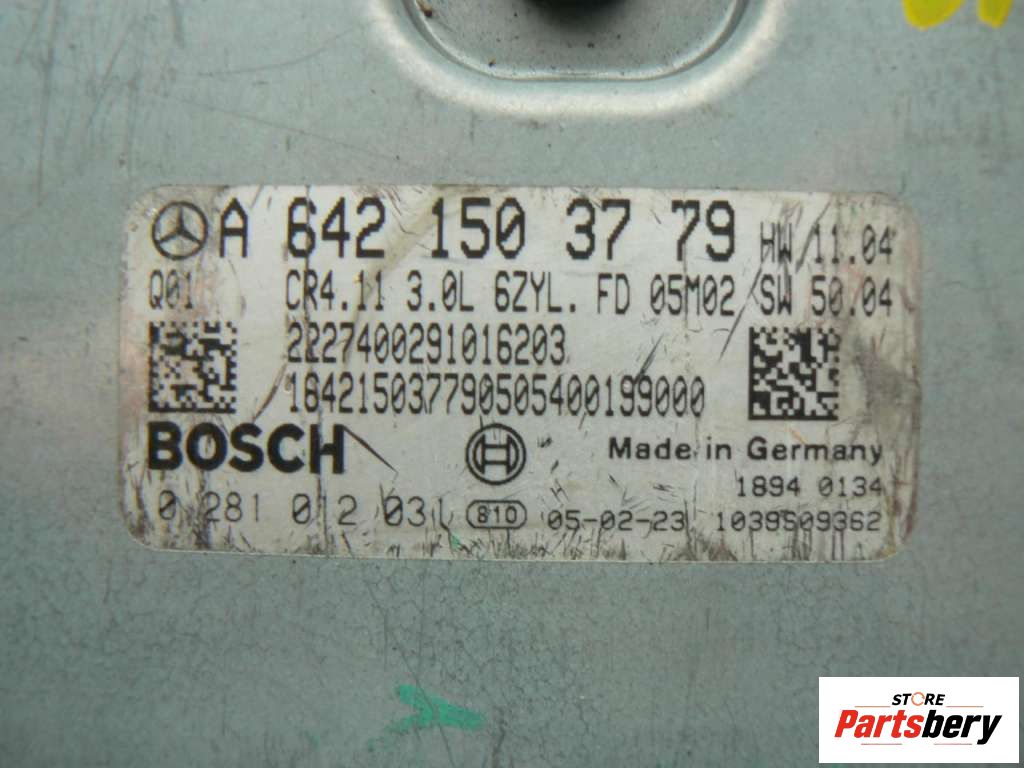 A 642 150 37 79 HW 11.04
Q01 CR4.11 3.0L 6ZYL. FD 05M02 SW 50.04
2227400291016203
164215037790505400199000
BOSCH Made in Germany
1894 0134
0 281 012 031 810 05-02-23 1039S09362
STORE
Partsbery